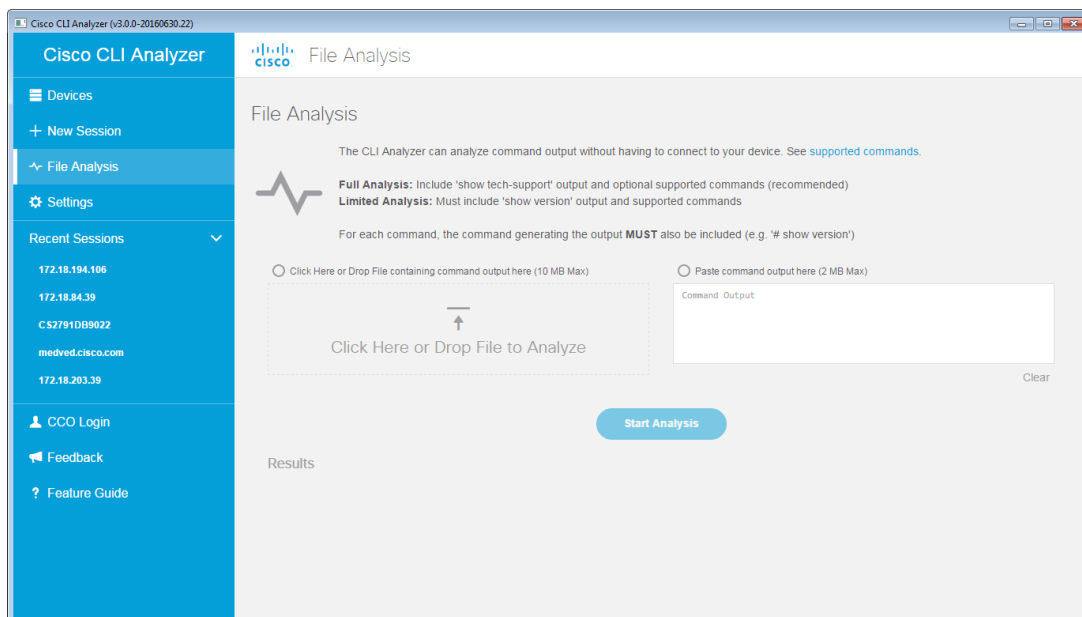 Cisco CLI Analyzer (v3.0.0-20160630.22)
Cisco CLI Analyzer
Devices
+ New Session
File Analysis
Settings
Recent Sessions
172.18.194.106
172.18.84.39
CS2791DB9022
medved.cisco.com
172.18.203.39
CCO Login
Feedback
? Feature Guide
CISCO
File Analysis
File Analysis
The CLI Analyzer can analyze command output without having to connect to your device. See supported commands.
Full Analysis: Include 'show tech-support' output and optional supported commands (recommended)
Limited Analysis: Must include 'show version' output and supported commands
For each command, the command generating the output MUST also be included (e.g. '# show version')
Click Here or Drop File containing command output here (10 MB Max)
Click Here or Drop File to Analyze
Paste command output here (2 MB Max)
Command Output
Clear
Start Analysis
Results